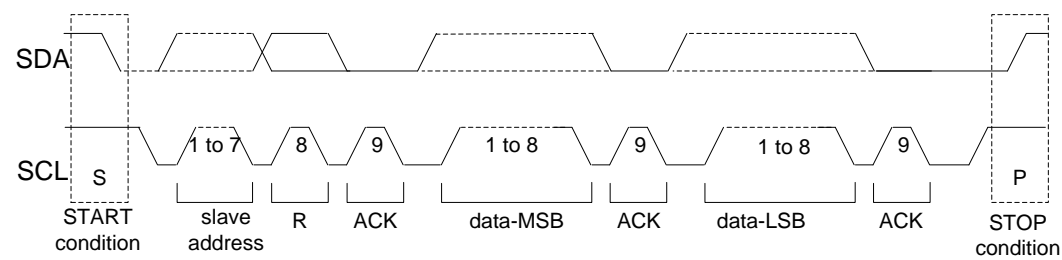 SDA
1 to 7 8 9 1 to 8 9 1 to 8 9
SCL
S P
START condition
slave address
R
ACK
data-MSB
ACK
data-LSB
ACK
STOP condition